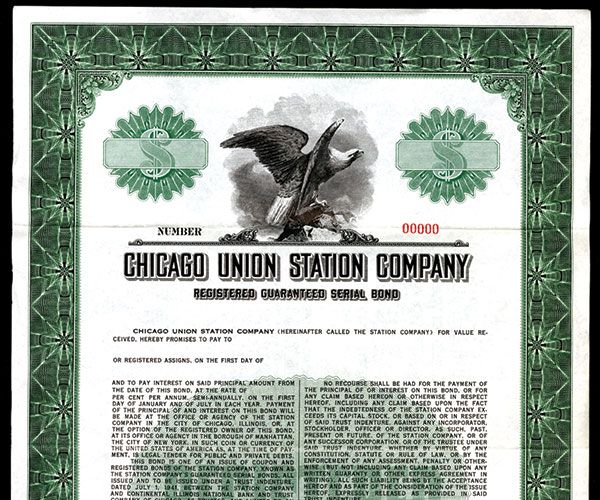 $ $
NUMBER 00000
CHICAGO UNION STATION COMPANY
REGISTERED GUARANTEED SERIAL BOND
CHICAGO UNION STATION COMPANY (HEREINAFTER CALLED THE STATION COMPANY) FOR VALUE RE-
CEIVED, HEREBY PROMISES TO PAY TO
OR REGISTERED ASSIGNS, ON THE FIRST DAY OF
AND TO PAY INTEREST ON SAID PRINCIPAL AMOUNT FROM
THE DATE OF THIS BOND, AT THE RATE OF
PER CENT PER ANNUM, SEMI-ANNUALLY, ON THE FIRST
DAY OF JANUARY AND OF JULY IN EACH YEAR. PAYMENT
OF THE PRINCIPAL OF AND INTEREST ON THIS BOND WILL
BE MADE AT THE OFFICE OR AGENCY OF THE STATION
COMPANY IN THE CITY OF CHICAGO, ILLINOIS, OR, AT
THE OPTION OF THE REGISTERED OWNER OF THIS BOND,
AT ITS OFFICE OR AGENCY IN THE BOROUGH OF MANHATTAN,
THE CITY OF NEW YORK, IN SUCH COIN OR CURRENCY OF
THE UNITED STATES OF AMERICA AS, AT THE TIME OF PAY-
MENT, IS LEGAL TENDER FOR PUBLIC AND PRIVATE DEBTS.
THIS BOND IS ONE OF AN ISSUE OF COUPON AND
REGISTERED BONDS OF THE STATION COMPANY, KNOWN AS
THE STATION COMPANY'S GUARANTEED SERIAL BONDS, ALL
ISSUED AND TO BE ISSUED UNDER A TRUST INDENTURE,
DATED JULY 1, 1941, BETWEEN THE STATION COMPANY
AND CONTINENTAL ILLINOIS NATIONAL BANK AND TRUST
NO RECOURSE SHALL BE HAD FOR THE PAYMENT OF
THE PRINCIPAL OF OR INTEREST ON THIS BOND, OR FOR
ANY CLAIM BASED HEREON OR OTHERWISE IN RESPECT
HEREOF, INCLUDING ANY CLAIM BASED UPON THE FACT
THAT THE INDEBTEDNESS OF THE STATION COMPANY EX-
CEEDS ITS CAPITAL STOCK, OR BASED ON OR IN RESPECT
OF SAID TRUST INDENTURE, AGAINST ANY INCORPORATOR,
STOCKHOLDER, OFFICER OR DIRECTOR, AS SUCH, PAST,
PRESENT OR FUTURE, OF THE STATION COMPANY, OR OF
ANY SUCCESSOR CORPORATION, OR OF THE TRUSTEE UNDER
SAID TRUST INDENTURE, WHETHER BY VIRTUE OF ANY
CONSTITUTION, STATUTE OR RULE OF LAW, OR BY THE
ENFORCEMENT OF ANY ASSESSMENT, PENALTY OR OTHER-
WISE (BUT NOT INCLUDING ANY CLAIM BASED UPON ANY
WRITTEN GUARANTY OR OTHER EXPRESS AGREEMENT IN
WRITING), ALL SUCH LIABILITY BEING BY THE ACCEPTANCE
HEREOF AND AS PART OF THE CONSIDERATION OF THE ISSUE
HEREOF, EXPRESSLY RELEASED AS PROVIDED IN SAID
TRUST INDENTURE.